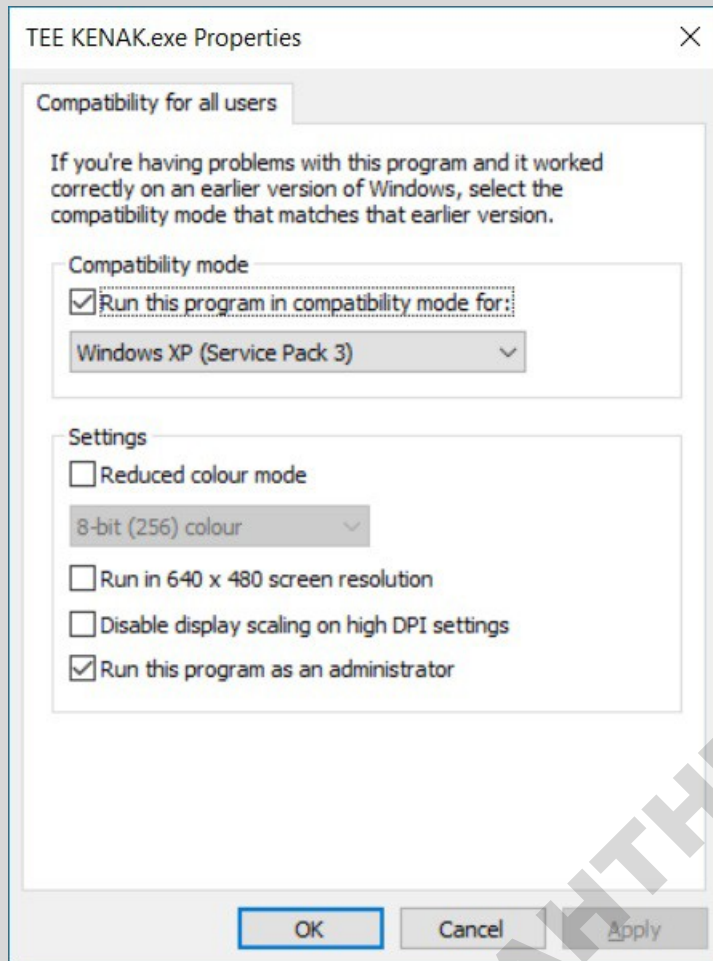 TEE KENAK.exe Properties
Compatibility for all users
If you're having problems with this program and it worked
correctly on an earlier version of Windows, select the
compatibility mode that matches that earlier version.
Compatibility mode
Run this program in compatibility mode for:
Windows XP (Service Pack 3)
Settings
Reduced colour mode
8-bit (256) colour
Run in 640 x 480 screen resolution
Disable display scaling on high DPI settings
Run this program as an administrator
OK Cancel Apply